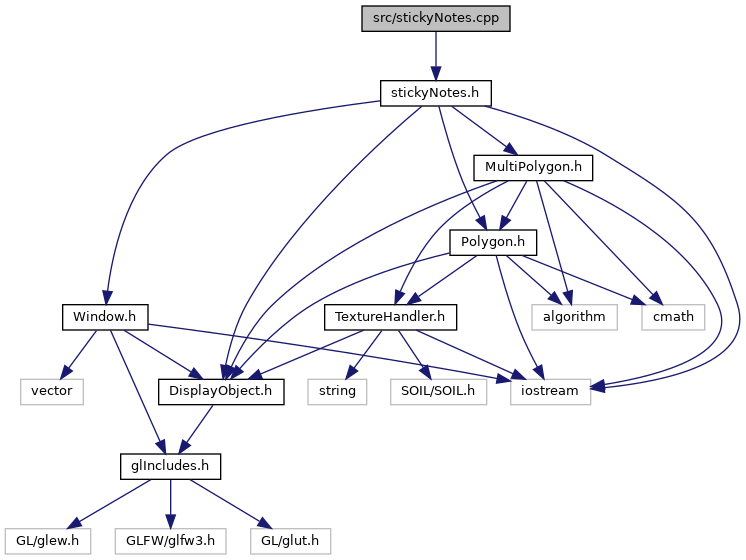 src/stickyNotes.cpp
stickyNotes.h
MultiPolygon.h
Polygon.h
Window.h
TextureHandler.h
algorithm
cmath
vector
DisplayObject.h
string
SOIL/SOIL.h
iostream
glIncludes.h
GL/glew.h
GLFW/glfw3.h
GL/glut.h